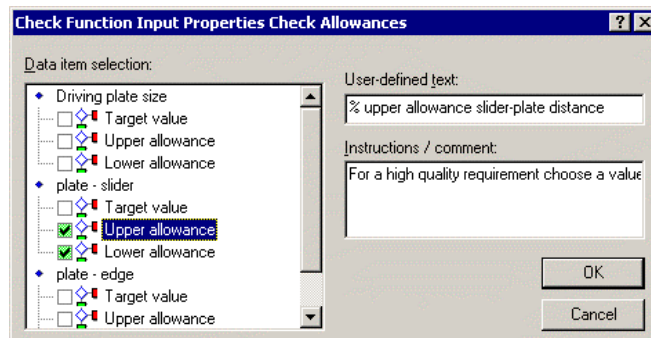 Check Function Input Properties Check Allowances
Data item selection:
Driving plate size
Target value
Upper allowance
Lower allowance
plate - slider
Target value
Upper allowance
Lower allowance
plate - edge
Target value
Upper allowance
User-defined text:
% upper allowance slider-plate distance
Instructions / comment:
For a high quality requirement choose a value
OK
Cancel